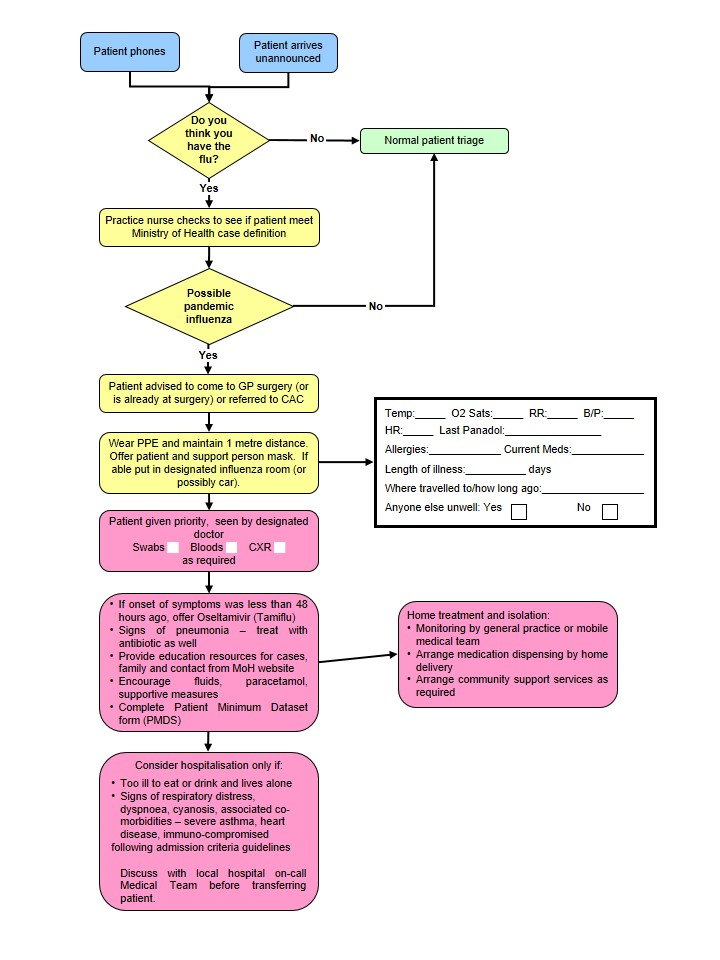 Patient phones
Patient arrives
unannounced
Do you
think you
have the
flu?
No
Normal patient triage
Yes
Practice nurse checks to see if patient meet
Ministry of Health case definition
Possible
pandemic
influenza
No
Yes
Patient advised to come to GP surgery (or
is already at surgery) or referred to CAC
Wear PPE and maintain 1 metre distance.
Offer patient and support person mask. If
able put in designated influenza room (or
possibly car).
Temp:_____ O2 Sats:_____ RR:_____ B/P:_____
HR:_____ Last Panadol:________________
Allergies:____________ Current Meds:____________
Length of illness:__________ days
Where travelled to/how long ago:_________________
Anyone else unwell: Yes No
Patient given priority, seen by designated
doctor
Swabs Bloods CXR
as required
• If onset of symptoms was less than 48
hours ago, offer Oseltamivir (Tamiflu)
• Signs of pneumonia – treat with
antibiotic as well
• Provide education resources for cases,
family and contact from MoH website
• Encourage fluids, paracetamol,
supportive measures
• Complete Patient Minimum Dataset
form (PMDS)
Home treatment and isolation:
• Monitoring by general practice or mobile
medical team
• Arrange medication dispensing by home
delivery
• Arrange community support services as
required
Consider hospitalisation only if:
• Too ill to eat or drink and lives alone
• Signs of respiratory distress,
dyspnoea, cyanosis, associated co-
morbidities – severe asthma, heart
disease, immuno-compromised
following admission criteria guidelines
Discuss with local hospital on-call
Medical Team before transferring
patient.